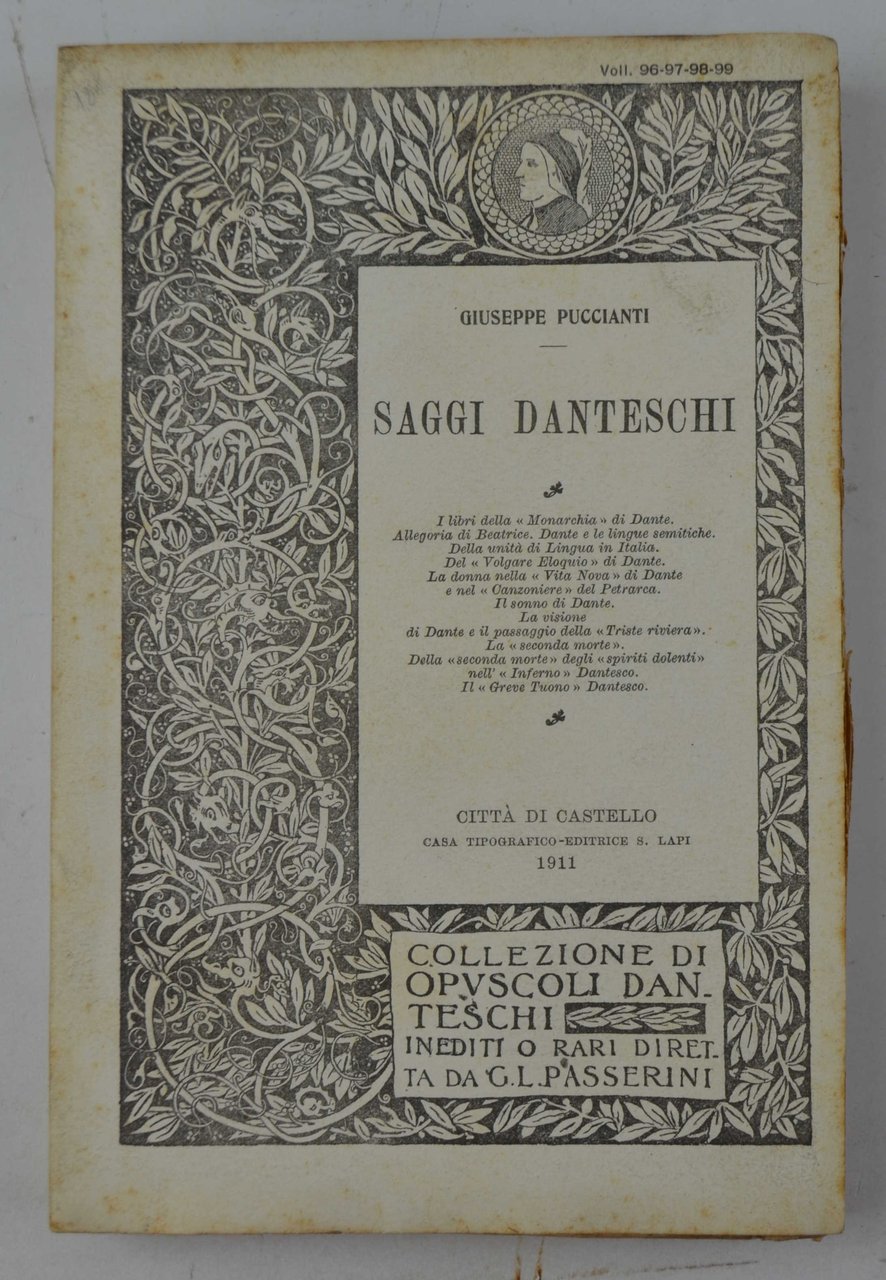 Voll. 96-97-98-99
GIUSEPPE PUCCIANTI
SAGGI DANTESCHI
I libri della « Monarchia » di Dante.
Allegoria di Beatrice. Dante e le lingue semitiche.
Della unità di Lingua in Italia.
Del « Volgare Eloquio » di Dante.
La donna nella « Vita Nova » di Dante
e nel « Canzoniere » del Petrarca.
Il sonno di Dante.
La visione
di Dante e il passaggio della « Triste riviera ».
La « seconda morte ».
Della «seconda morte» degli «spiriti dolenti»
nell' « Inferno » Dantesco.
Il « Greve Tuono » Dantesco.
CITTÀ DI CASTELLO
CASA TIPOGRAFICO-EDITRICE S. LAPI
1911
COLLEZIONE DI
OPVSCOLI DAN-
TESCHI
INEDITI O RARI DIRET-
TA DA G.L.PASSERINI